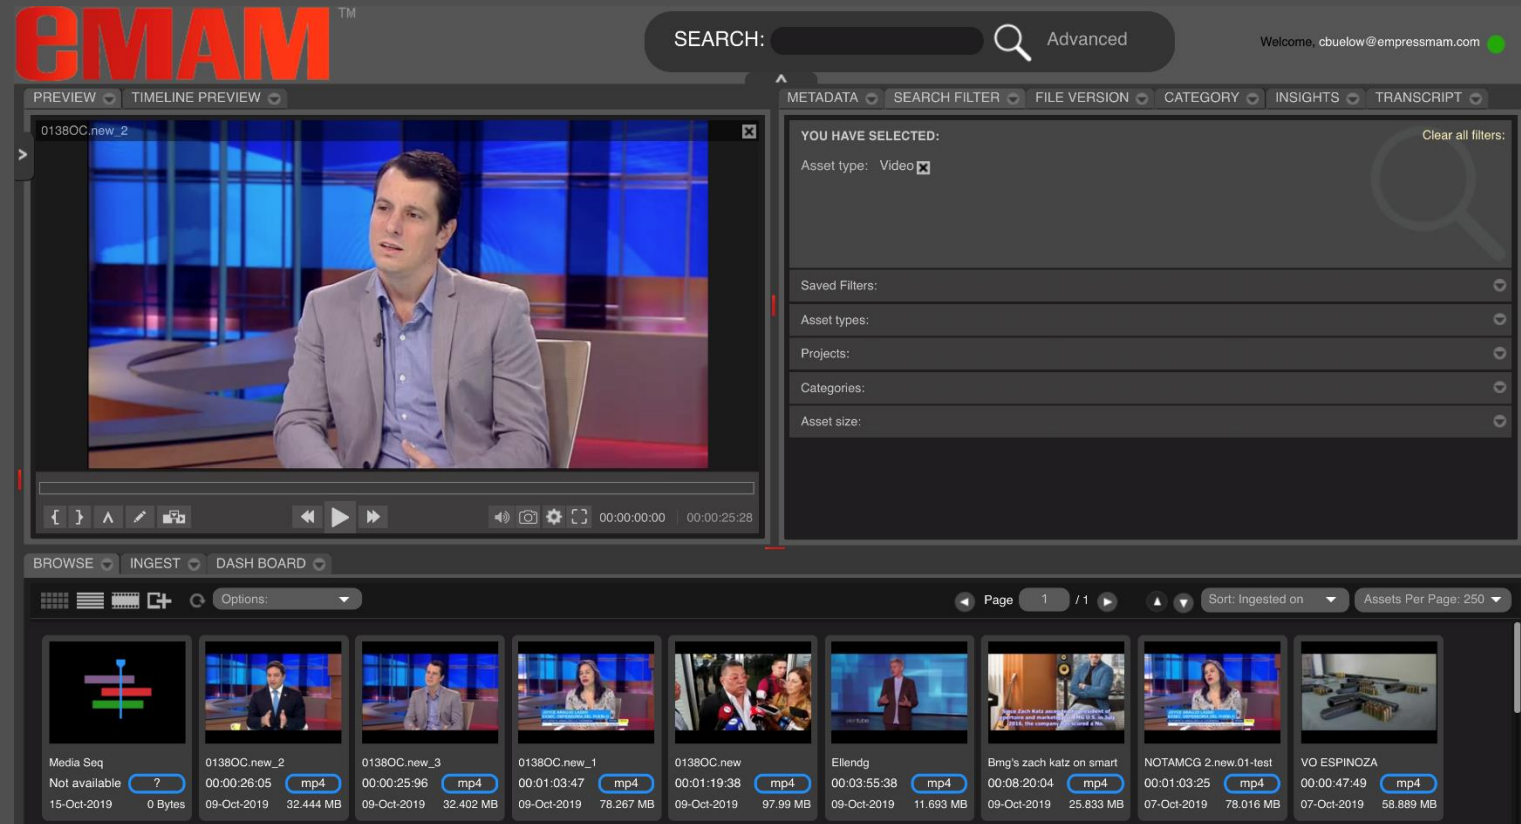 eMAM TM
SEARCH: Advanced
Welcome, cbuelow@empressmam.com
PREVIEW TIMELINE PREVIEW
0138OC.new_2
{ } 00:00:00:00 00:00:25:28
METADATA SEARCH FILTER FILE VERSION CATEGORY INSIGHTS TRANSCRIPT
YOU HAVE SELECTED: Clear all filters:
Asset type: Video
Saved Filters:
Asset types:
Projects:
Categories:
Asset size:
BROWSE INGEST DASH BOARD
Options: Page 1 / 1 Sort: Ingested on Assets Per Page: 250
Media Seq
Not available ?
15-Oct-2019 0 Bytes
0138OC.new_2
00:00:26:05 mp4
09-Oct-2019 32.444 MB
0138OC.new_3
00:00:25:96 mp4
09-Oct-2019 32.402 MB
0138OC.new_1
00:01:03:47 mp4
09-Oct-2019 78.267 MB
0138OC.new
00:01:19:38 mp4
09-Oct-2019 97.99 MB
Ellendg
00:03:55:38 mp4
09-Oct-2019 11.693 MB
Bmg's zach katz on smart
00:08:20:04 mp4
09-Oct-2019 25.833 MB
NOTAMCG 2.new.01-test
00:01:03:25 mp4
07-Oct-2019 78.016 MB
VO ESPINOZA
00:00:47:49 mp4
07-Oct-2019 58.889 MB